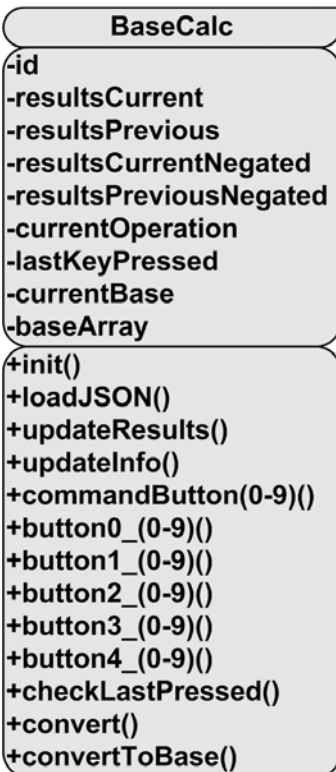 BaseCalc
-id
-resultsCurrent
-resultsPrevious
-resultsCurrentNegated
-resultsPreviousNegated
-currentOperation
-lastKeyPressed
-currentBase
-baseArray
+init()
+loadJSON()
+updateResults()
+updateInfo()
+commandButton(0-9)()
+button0_(0-9)()
+button1_(0-9)()
+button2_(0-9)()
+button3_(0-9)()
+button4_(0-9)()
+checkLastPressed()
+convert()
+convertToBase()